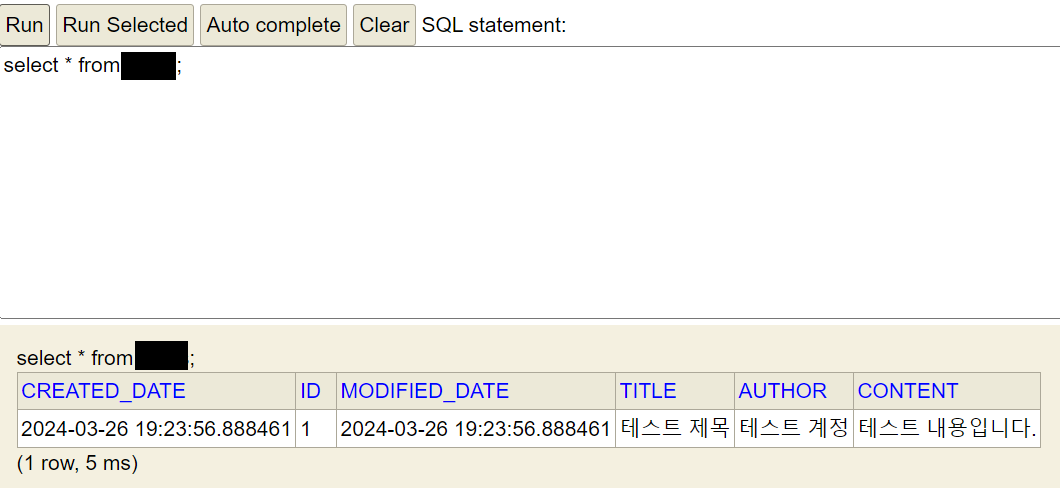 Run Run Selected Auto complete Clear SQL statement:
select * from ;
select * from ;
CREATED_DATE ID MODIFIED_DATE TITLE AUTHOR CONTENT
2024-03-26 19:23:56.888461 1 2024-03-26 19:23:56.888461 테스트 제목 테스트 계정 테스트 내용입니다.
(1 row, 5 ms)